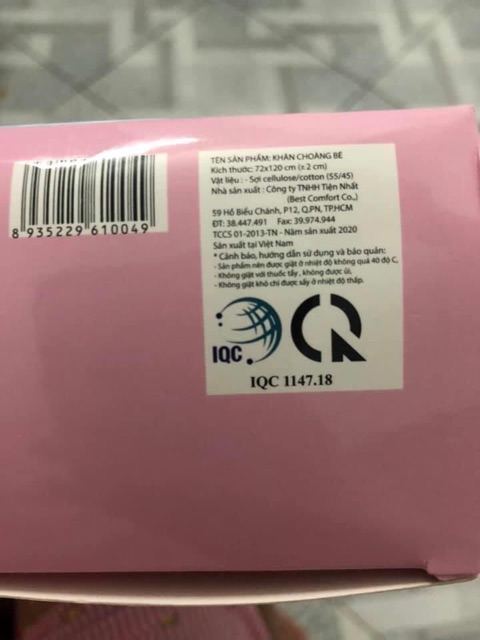 8 935229 610049
TÊN SẢN PHẨM: KHĂN CHOÀNG BÉ
Kích thước: 72x120 cm (± 2 cm)
Vật liệu : - Sợi cellulose/cotton (55/45)
Nhà sản xuất : Công ty TNHH Tiện Nhất
(Best Comfort Co.,)
59 Hồ Biểu Chánh, P12, Q.PN, TP.HCM
ĐT: 38.447.491 Fax: 39.974.944
TCCS 01-2013-TN - Năm sản xuất 2020
Sản xuất tại Việt Nam
* Cảnh báo, hướng dẫn sử dụng và bảo quản:
- Sản phẩm nên được giặt ở nhiệt độ không quá 40 độ C,
- Không giặt với thuốc tẩy, không được ủi,
- Không giặt khô chỉ được sấy ở nhiệt độ thấp.
IQC
IQC 1147.18